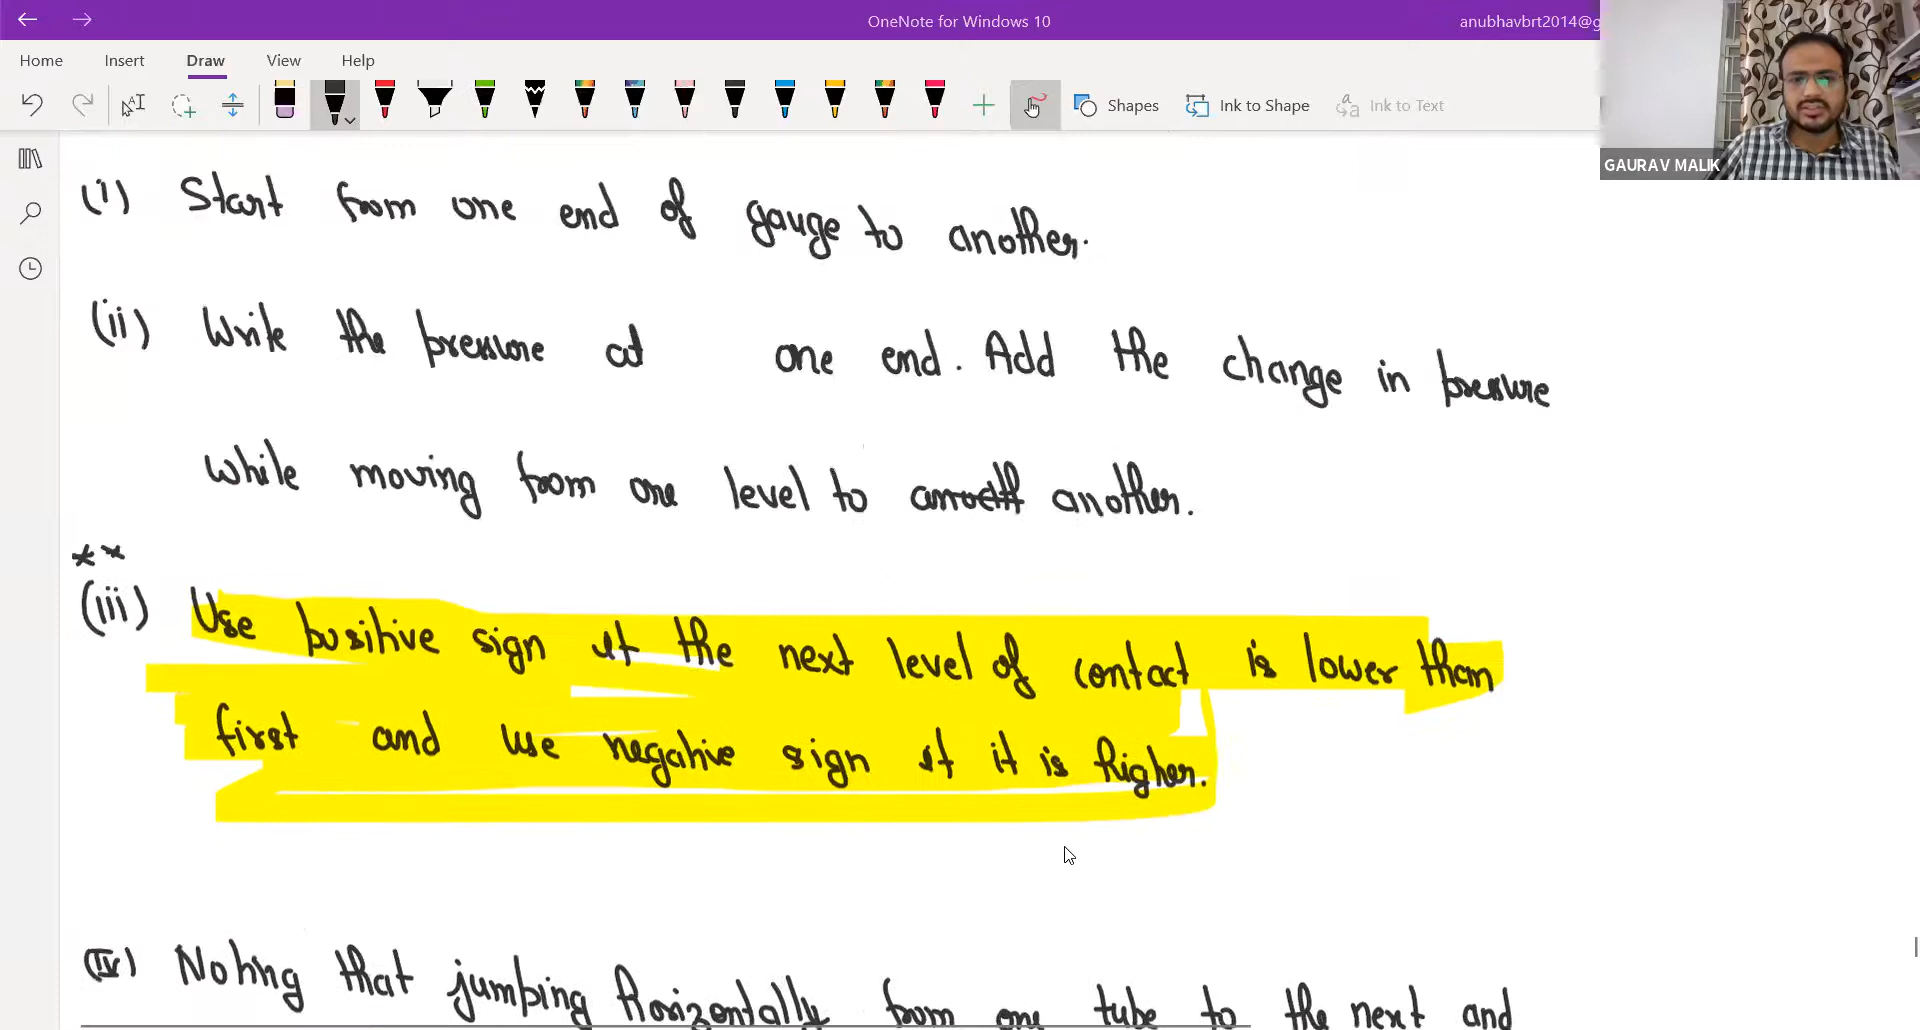 OneNote for Windows 10
anubhavbrt2014@g
Home Insert Draw View Help
Shapes Ink to Shape Ink to Text
GAURAV MALIK
(i) Start from one end of gauge to another.
(ii) Write the pressure at one end. Add the change in pressure
while moving from one level to another.
**
(iii) Use positive sign if the next level of contact is lower than
first and use negative sign if it is higher.
(iv) Noting that jumping horizontally from one tube to the next and